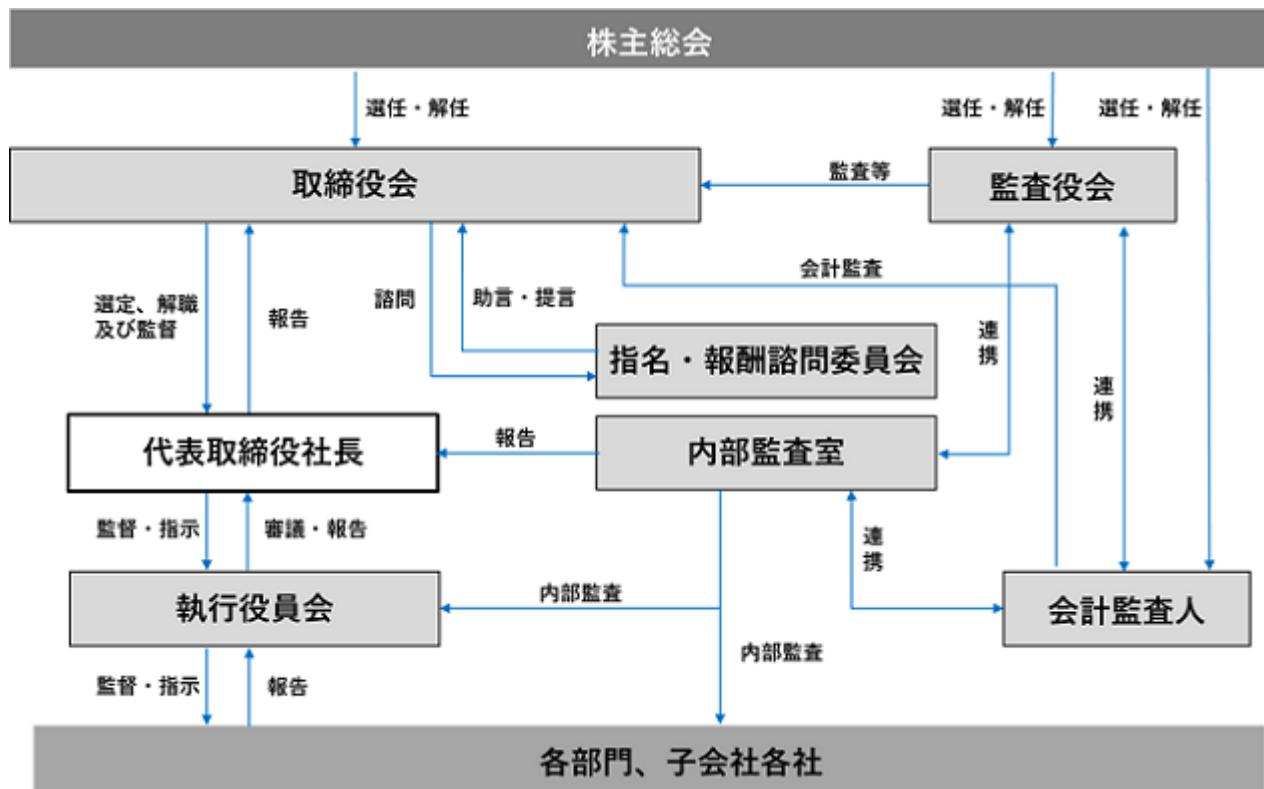 株主総会
選任・解任
選任・解任
選任・解任
取締役会
監査等
監査役会
会計監査
選定、解職
及び監督
報告
諮問
助言・提言
連携
指名・報酬諮問委員会
連携
代表取締役社長
報告
内部監査室
監督・指示
審議・報告
連携
執行役員会
内部監査
会計監査人
内部監査
監督・指示
報告
各部門、子会社各社